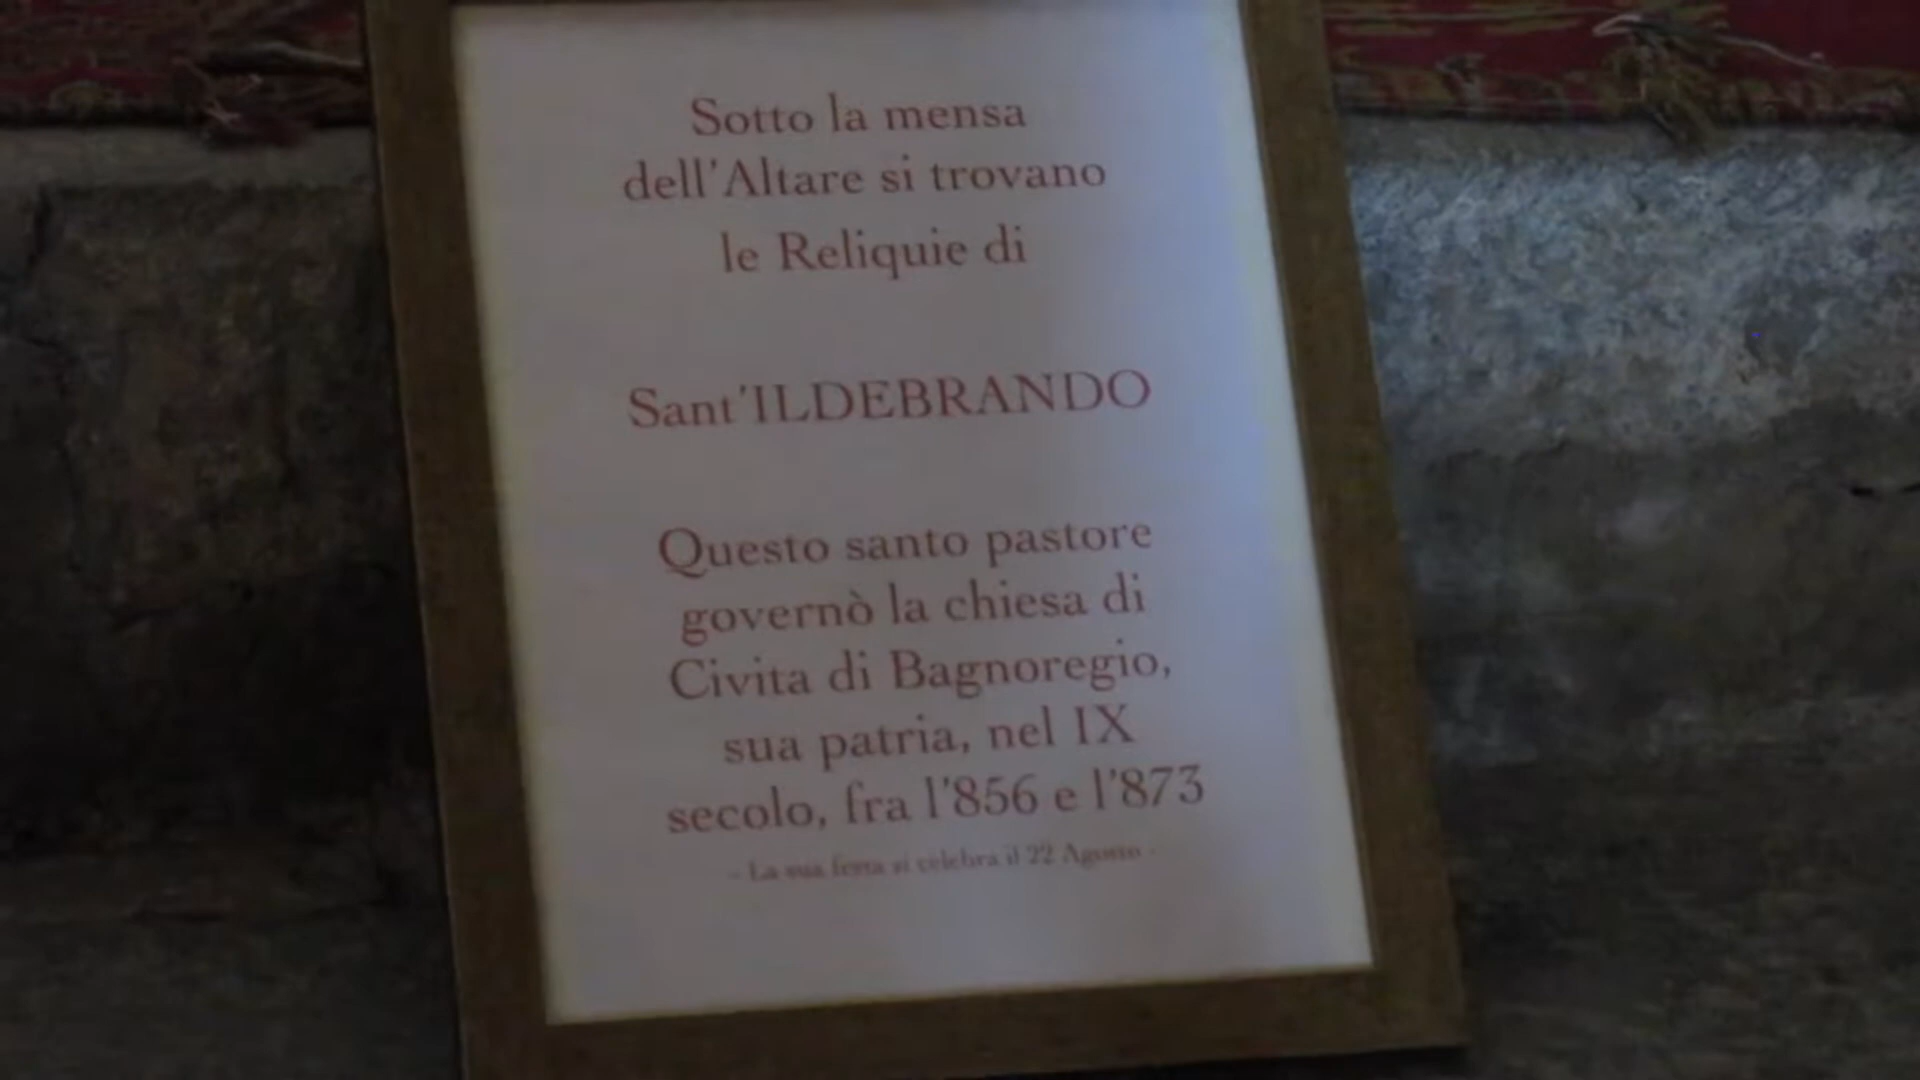 Sotto la mensa
dell'Altare si trovano
le Reliquie di
Sant'ILDEBRANDO
Questo santo pastore
governò la chiesa di
Civita di Bagnoregio,
sua patria, nel IX
secolo, fra l'856 e l'873
- La sua festa si celebra il 22 Agosto -